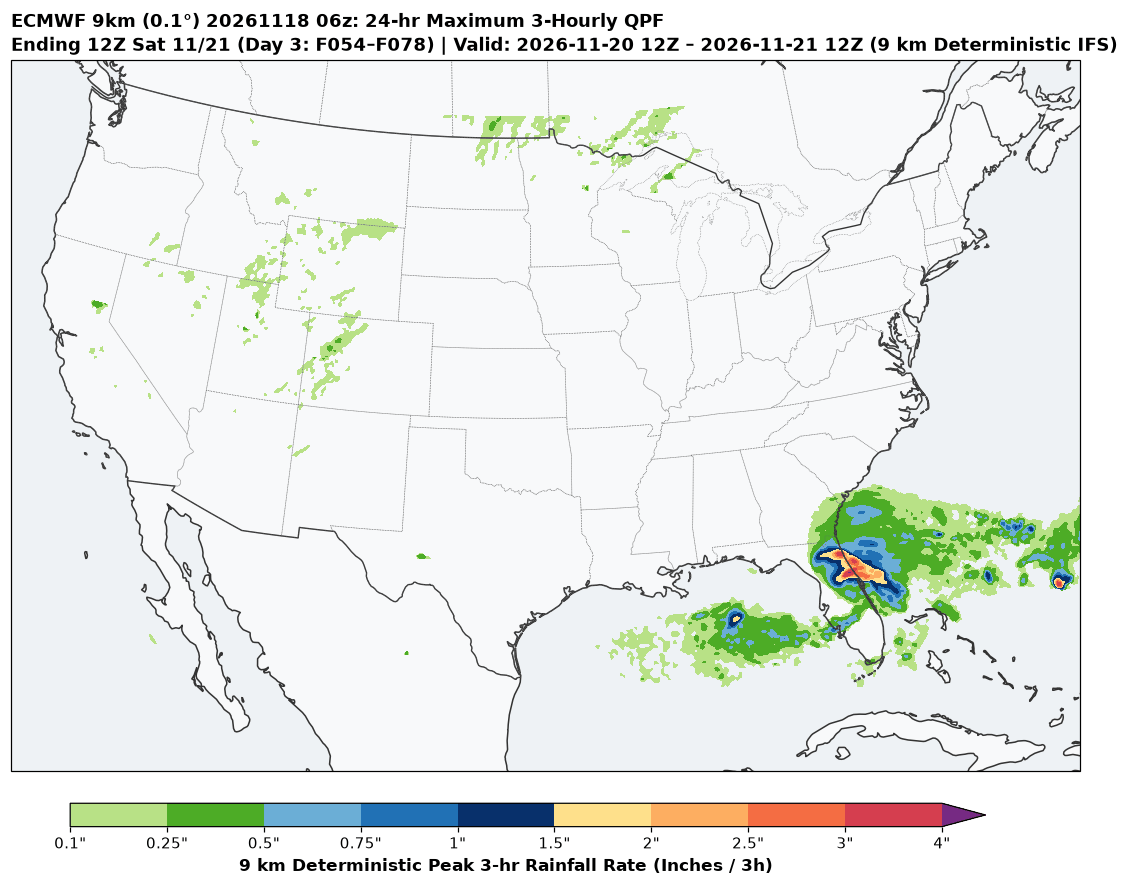 ECMWF 9km (0.1°) 20261118 06z: 24-hr Maximum 3-Hourly QPF
Ending 12Z Sat 11/21 (Day 3: F054–F078) | Valid: 2026-11-20 12Z – 2026-11-21 12Z (9 km Deterministic IFS)
0.1" 0.25" 0.5" 0.75" 1" 1.5" 2" 2.5" 3" 4"
9 km Deterministic Peak 3-hr Rainfall Rate (Inches / 3h)